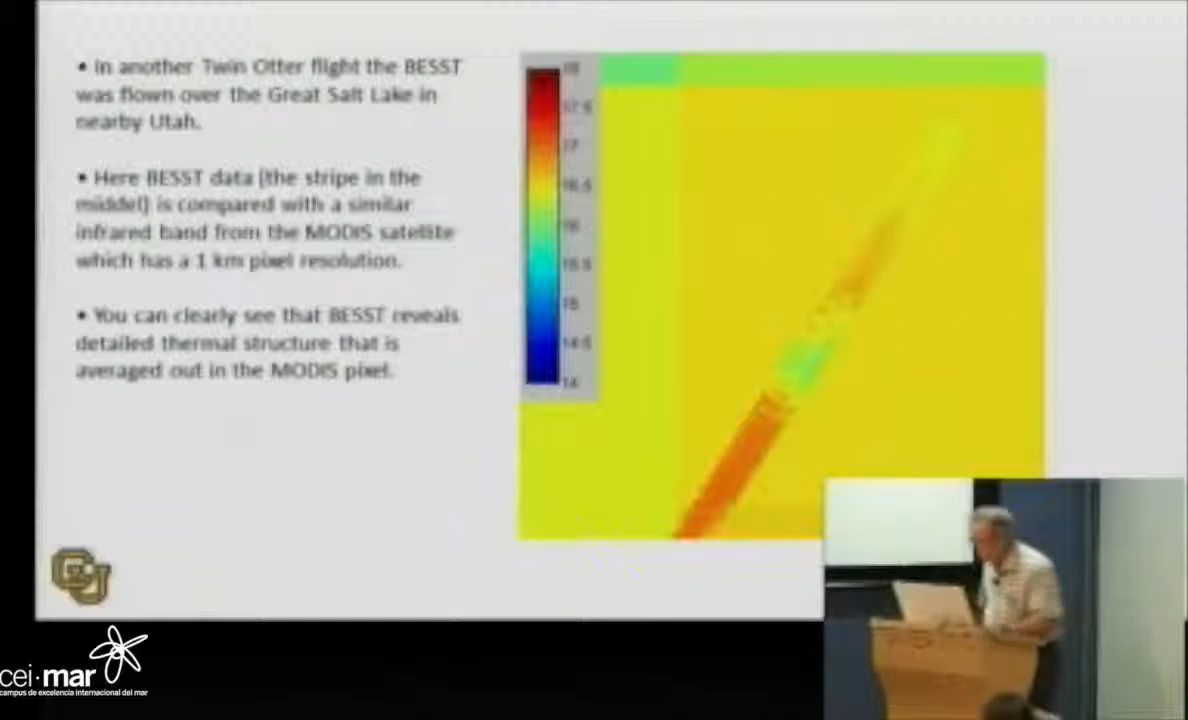 • In another Twin Otter flight the BESST
was flown over the Great Salt Lake in
nearby Utah.
• Here BESST data (the stripe in the
middel) is compared with a similar
infrared band from the MODIS satellite
which has a 1 km pixel resolution.
• You can clearly see that BESST reveals
detailed thermal structure that is
averaged out in the MODIS pixel.
18
17.5
17
16.5
16
15.5
15
14.5
14
CU
cei·mar
campus de excelencia internacional del mar